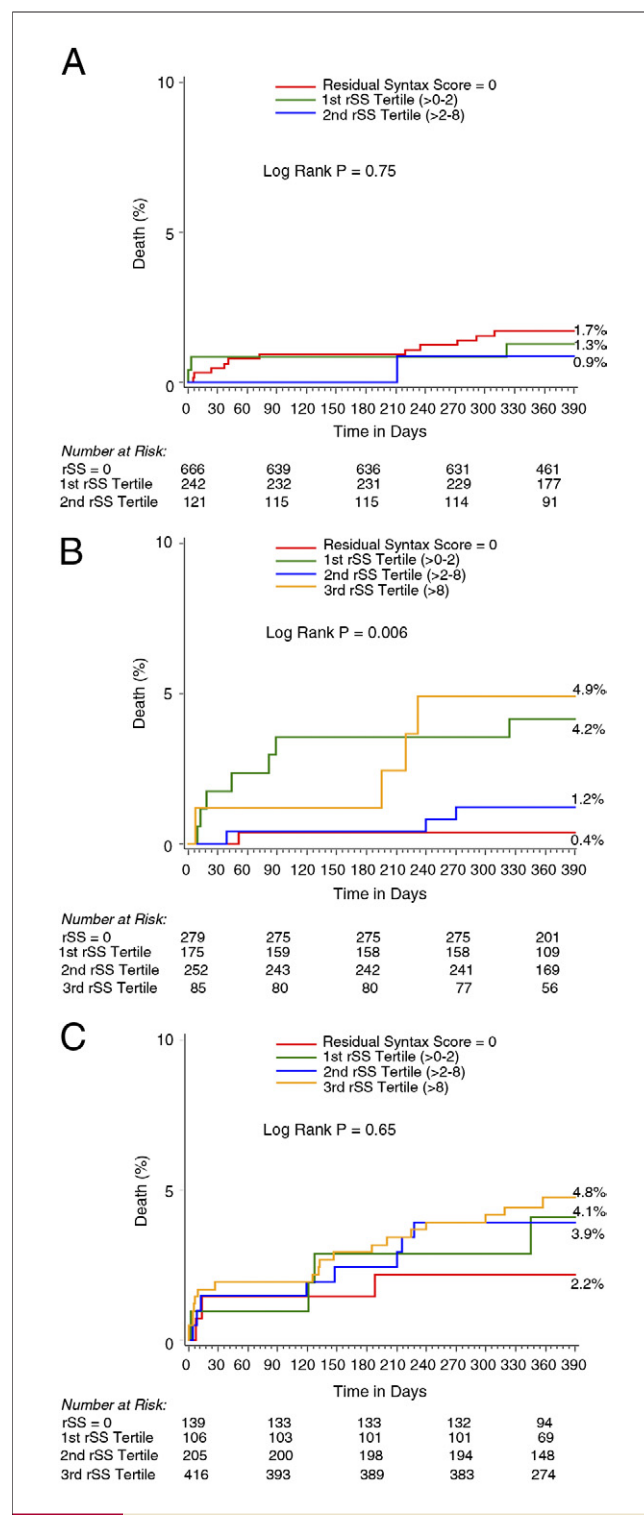 A
10
Residual Syntax Score = 0
1st rSS Tertile (>0-2)
2nd rSS Tertile (>2-8)
Log Rank P = 0.75
Death (%)
5
1.7%
1.3%
0.9%
0
0 30 60 90 120 150 180 210 240 270 300 330 360 390
Time in Days
Number at Risk:
rSS = 0 666 639 636 631 461
1st rSS Tertile 242 232 231 229 177
2nd rSS Tertile 121 115 115 114 91
B
10
Residual Syntax Score = 0
1st rSS Tertile (>0-2)
2nd rSS Tertile (>2-8)
3rd rSS Tertile (>8)
Log Rank P = 0.006
Death (%)
5
4.9%
4.2%
1.2%
0.4%
0
0 30 60 90 120 150 180 210 240 270 300 330 360 390
Time in Days
Number at Risk:
rSS = 0 279 275 275 275 201
1st rSS Tertile 175 159 158 158 109
2nd rSS Tertile 252 243 242 241 169
3rd rSS Tertile 85 80 80 77 56
C
10
Residual Syntax Score = 0
1st rSS Tertile (>0-2)
2nd rSS Tertile (>2-8)
3rd rSS Tertile (>8)
Log Rank P = 0.65
Death (%)
5
4.8%
4.1%
3.9%
2.2%
0
0 30 60 90 120 150 180 210 240 270 300 330 360 390
Time in Days
Number at Risk:
rSS = 0 139 133 133 132 94
1st rSS Tertile 106 103 101 101 69
2nd rSS Tertile 205 200 198 194 148
3rd rSS Tertile 416 393 389 383 274